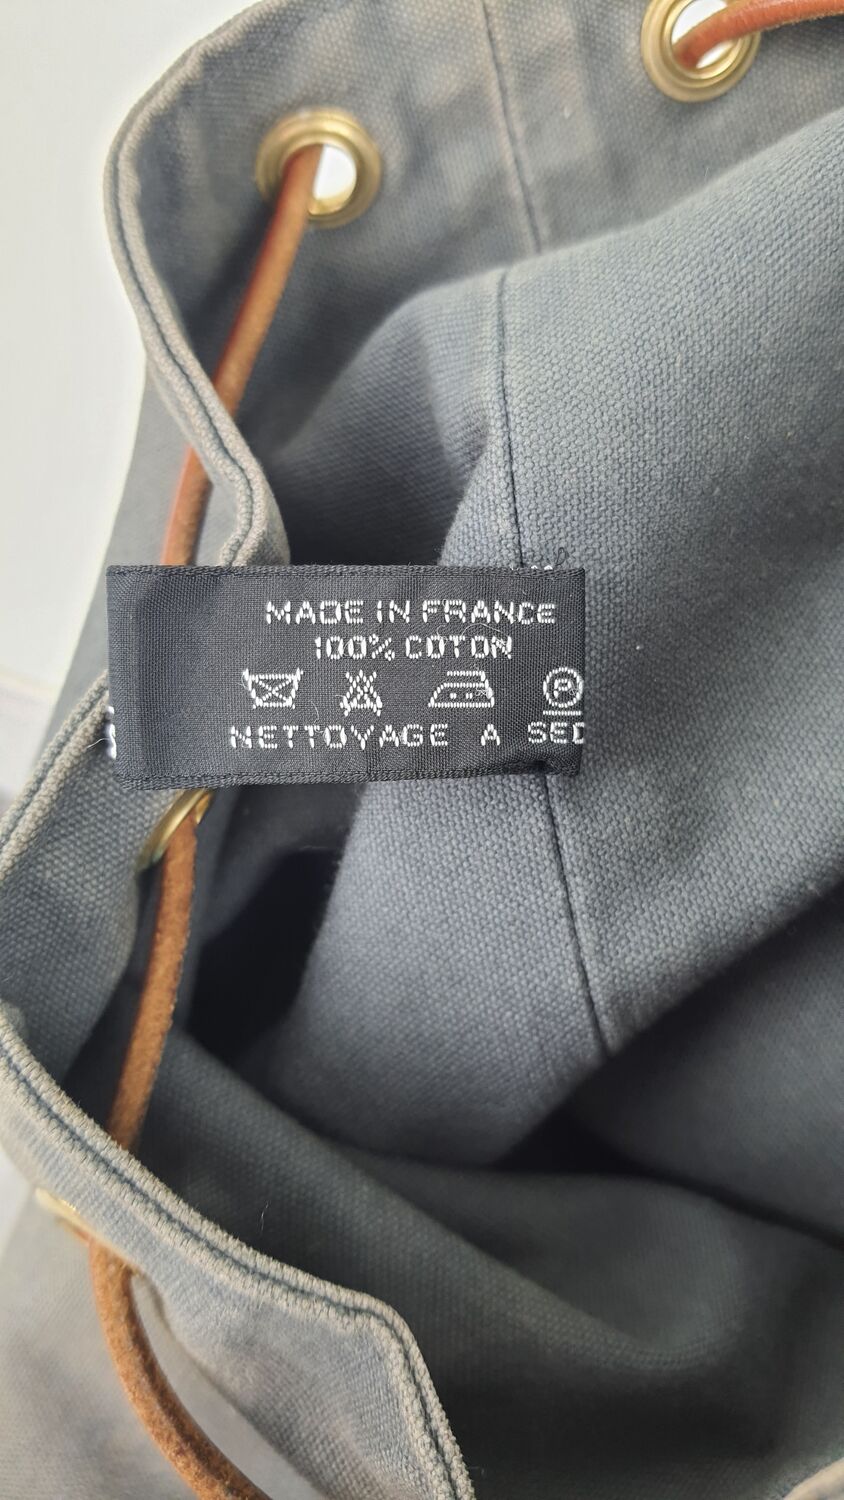 MADE IN FRANCE
100% COTON
P
NETTOYAGE A SEC